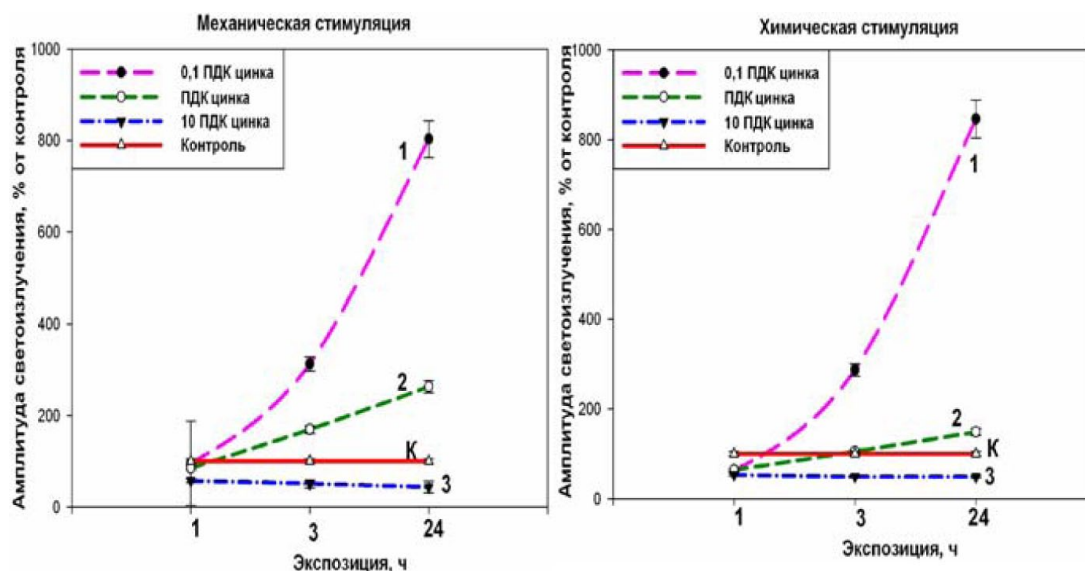 Механическая стимуляция
Амплитуда светоизлучения, % от контроля
1000
800
600
400
200
0
0,1 ПДК цинка
ПДК цинка
10 ПДК цинка
Контроль
1
2
К
3
1
3
24
Экспозиция, ч
Химическая стимуляция
Амплитуда светоизлучения, % от контроля
1000
800
600
400
200
0
0,1 ПДК цинка
ПДК цинка
10 ПДК цинка
Контроль
1
2
К
3
1
3
24
Экспозиция, ч